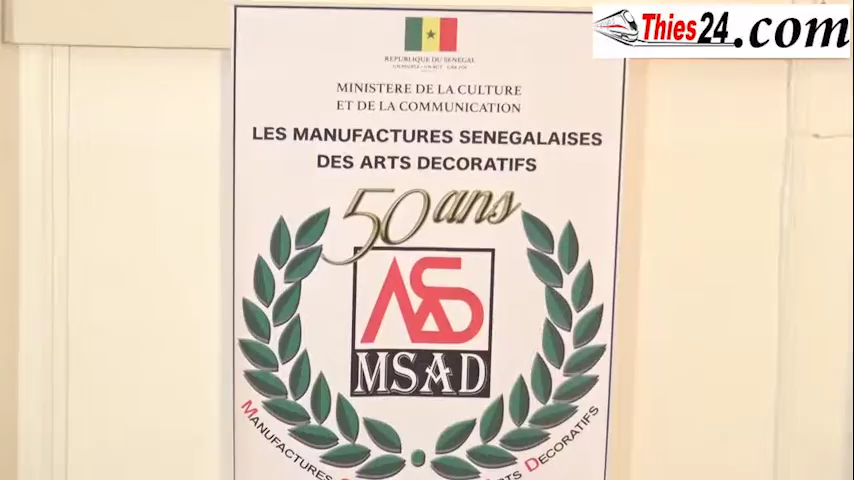 Thies24.com
REPUBLIQUE DU SENEGAL
MINISTERE DE LA CULTURE
ET DE LA COMMUNICATION
LES MANUFACTURES SENEGALAISES
DES ARTS DECORATIFS
50 ans
MSAD
MANUFACTURES
ARTS DECORATIFS